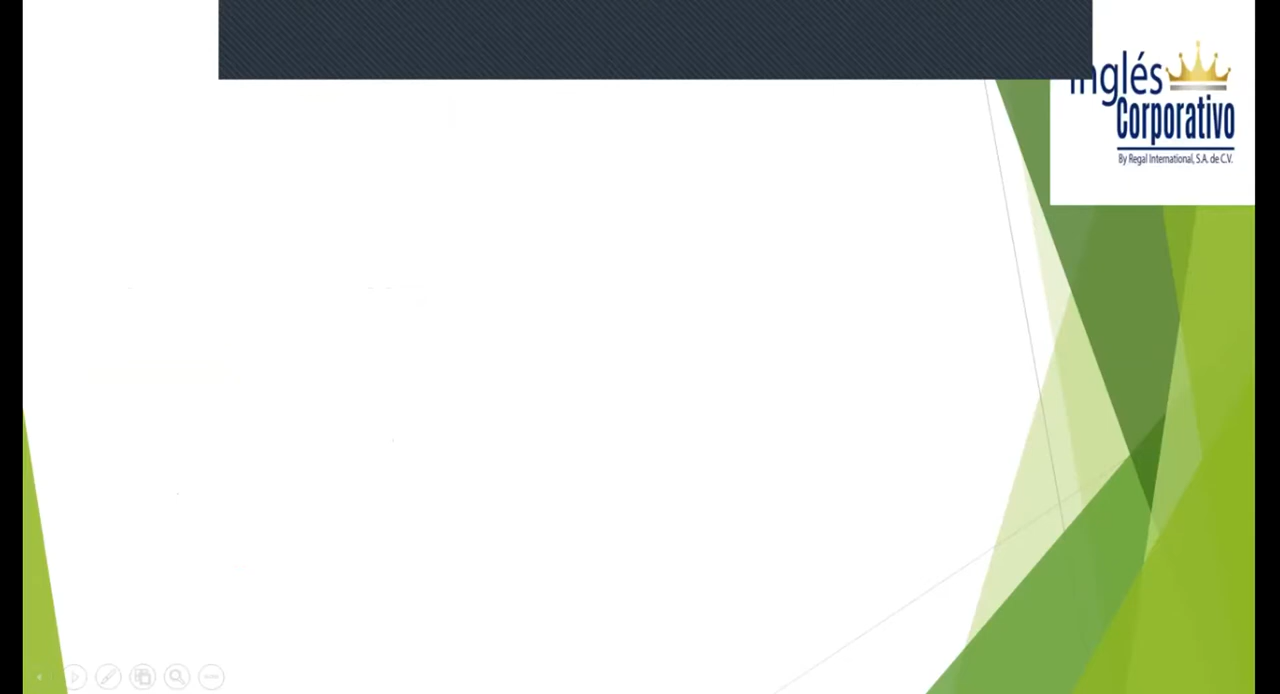 Inglés
Corporativo
By Regal International, S.A. de C.V.